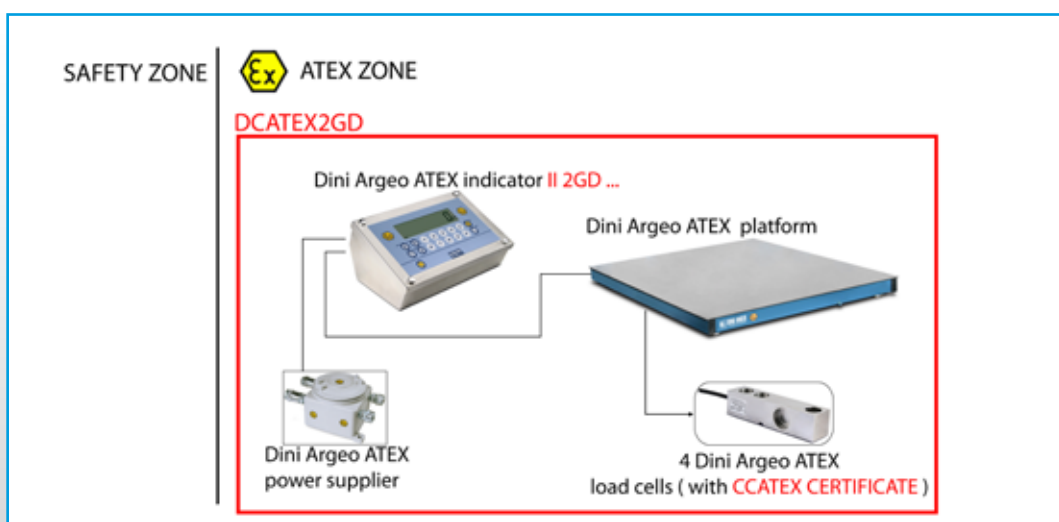 SAFETY ZONE
Ex
ATEX ZONE
DCATEX2GD
Dini Argeo ATEX indicator II 2GD ...
Dini Argeo ATEX platform
Dini Argeo ATEX
power supplier
4 Dini Argeo ATEX
load cells ( with CCATEX CERTIFICATE )